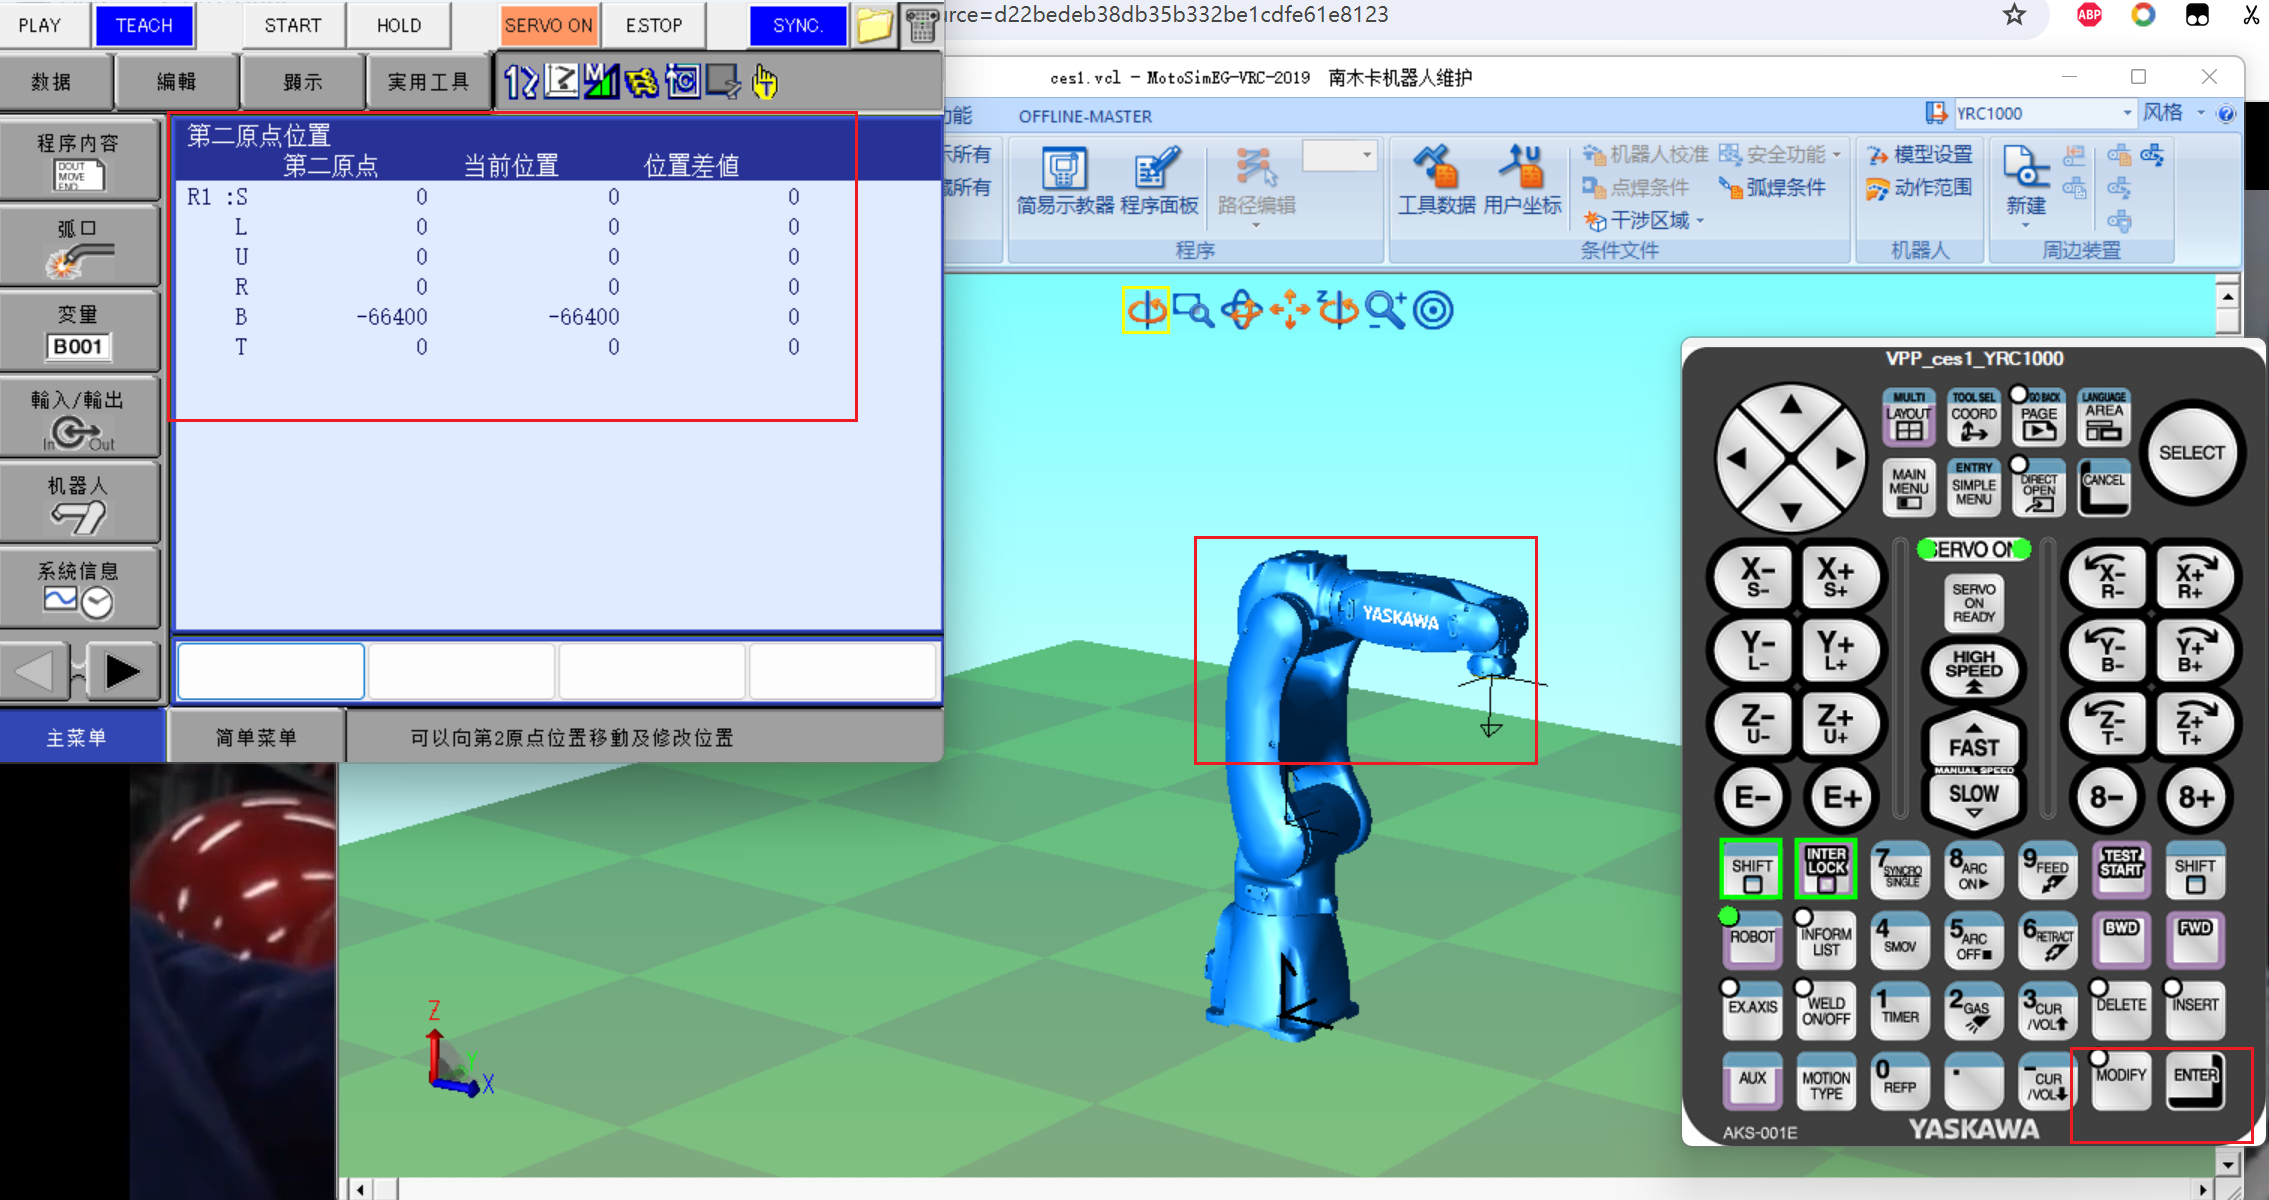 PLAY TEACH START HOLD SERVO ON E.STOP SYNC.
urce=d22bedeb38db35b332be1cdfe61e8123
ABP
数据 编辑 顕示 実用工具
ces1.vcl - MotoSimEG-VRC-2019 南木卡机器人维护
功能 OFFLINE-MASTER YRC1000 风格
示所有
藏所有
简易示教器 程序面板 路径编辑
程序
工具数据 用户坐标
机器人校准 安全功能
点焊条件 弧焊条件
干涉区域
条件文件
模型设置
动作范围
机器人
新建
周边装置
程序内容
DOUT
MOVE
END
弧口
变量
B001
輸入/輸出
In Out
机器人
系統信息
第二原点位置
第二原点 当前位置 位置差值
R1 :S 0 0 0
L 0 0 0
U 0 0 0
R 0 0 0
B -66400 -66400 0
T 0 0 0
主菜单 简单菜单 可以向第2原点位置移動及修改位置
YASKAWA
Z
Y
X
VPP_ces1_YRC1000
MULTI LAYOUT
TOOL SEL COORD
GO BACK PAGE
LANGUAGE AREA
SELECT
MAIN MENU
ENTRY SIMPLE MENU
DIRECT OPEN
CANCEL
SERVO ON
X- S-
X+ S+
SERVO ON READY
X- R-
X+ R+
Y- L-
Y+ L+
HIGH SPEED
Y- B-
Y+ B+
Z- U-
Z+ U+
FAST
MANUAL SPEED
SLOW
Z- T-
Z+ T+
E- E+ 8- 8+
SHIFT
INTER LOCK
7 SYNCRO SINGLE
8 ARC ON
9 FEED
TEST START
SHIFT
ROBOT
INFORM LIST
4 SMOV
5 ARC OFF
6 RETRACT
BWD
FWD
EX.AXIS
WELD ON/OFF
1 TIMER
2 GAS
3 CUR /VOL
DELETE
INSERT
AUX
MOTION TYPE
0 REFP
.
- CUR /VOL
MODIFY
ENTER
AKS-001E YASKAWA